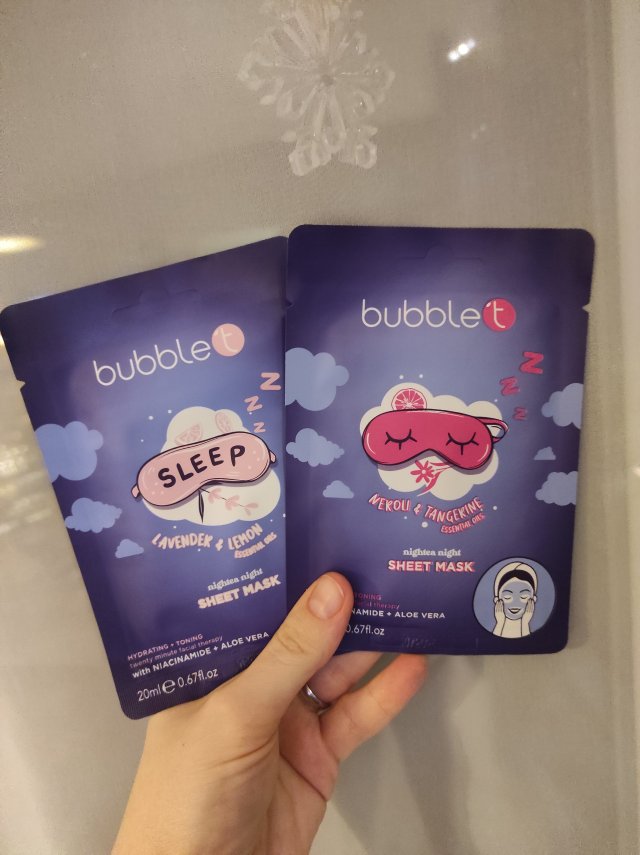 bubble t
Z
Z
Z
SLEEP
LAVENDER & LEMON
ESSENTIAL OILS
nightea night
SHEET MASK
HYDRATING + TONING
twenty minute facial therapy
with NIACINAMIDE + ALOE VERA
20ml e 0.67fl.oz
bubble t
Z
Z
Z
NEROLI & TANGERINE
ESSENTIAL OILS
nightea night
SHEET MASK
TONING
therapy
NAMIDE + ALOE VERA
0.67fl.oz